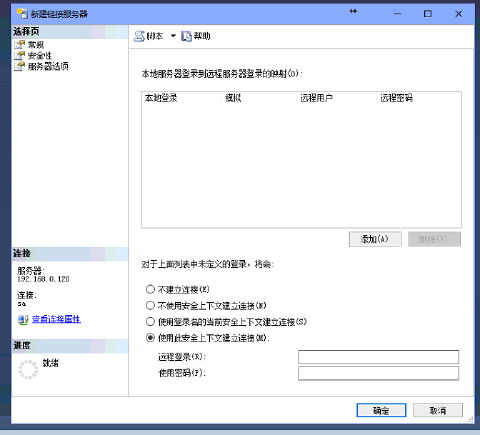 新建链接服务器
选择页
常规
安全性
服务器选项
脚本
帮助
本地服务器登录到远程服务器登录的映射(D):
本地登录 模拟 远程用户 远程密码
添加(A)
删除(V)
对于上面列表中未定义的登录，将会:
不建立连接(E)
不使用安全上下文建立连接(N)
使用登录名的当前安全上下文建立连接(S)
使用此安全上下文建立连接(M):
远程登录(R):
使用密码(P):
连接
服务器:
192.168.0.120
连接:
sa
查看连接属性
进度
就绪
确定
取消